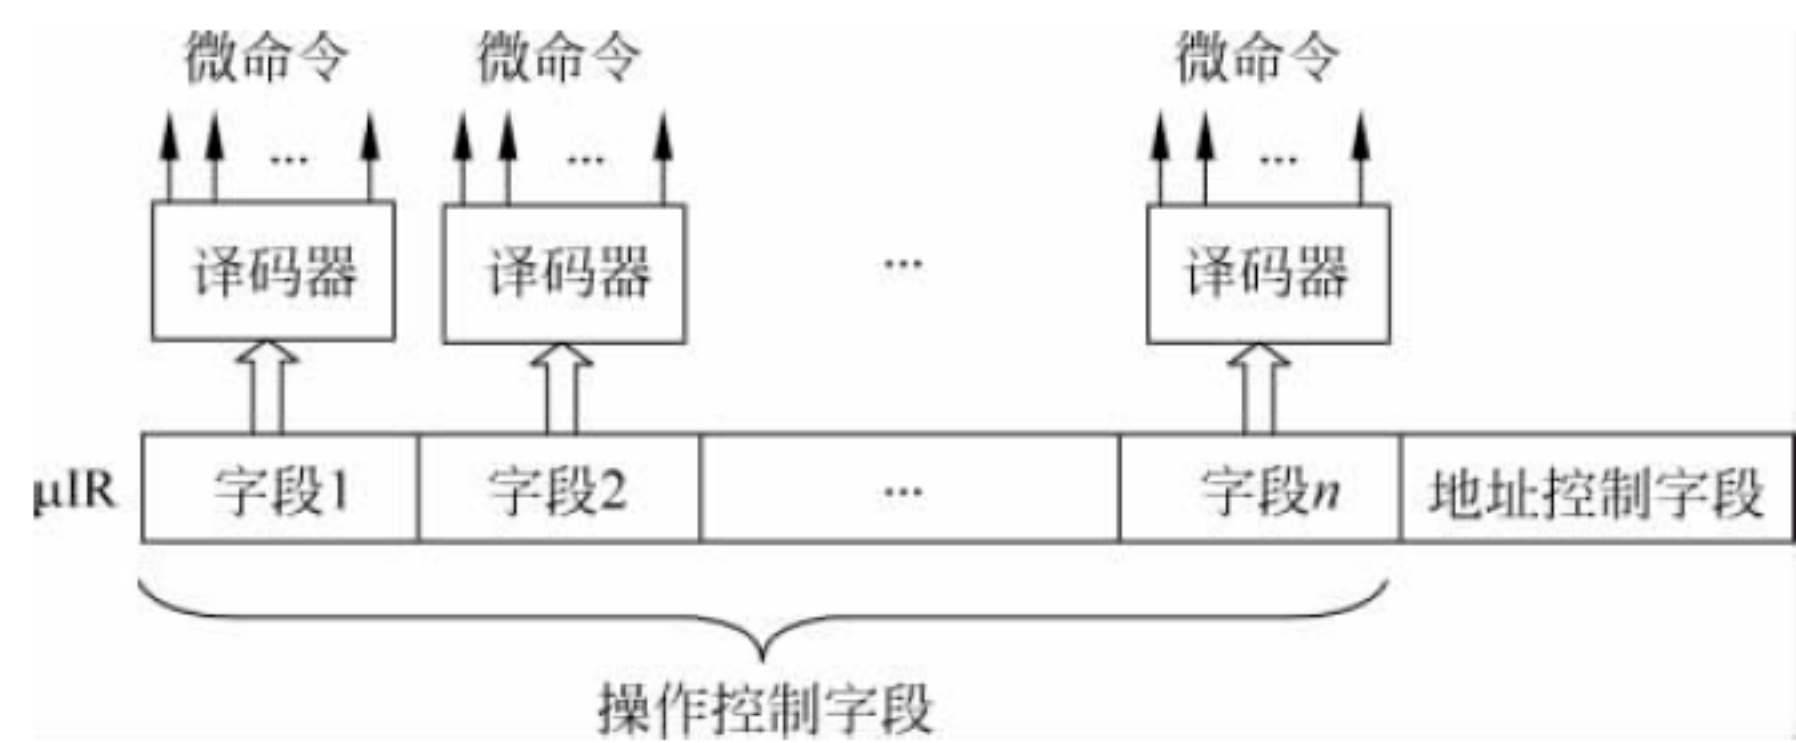 微命令 微命令 微命令
... ... ...
译码器 译码器 ... 译码器
μIR 字段1 字段2 ... 字段n 地址控制字段
操作控制字段